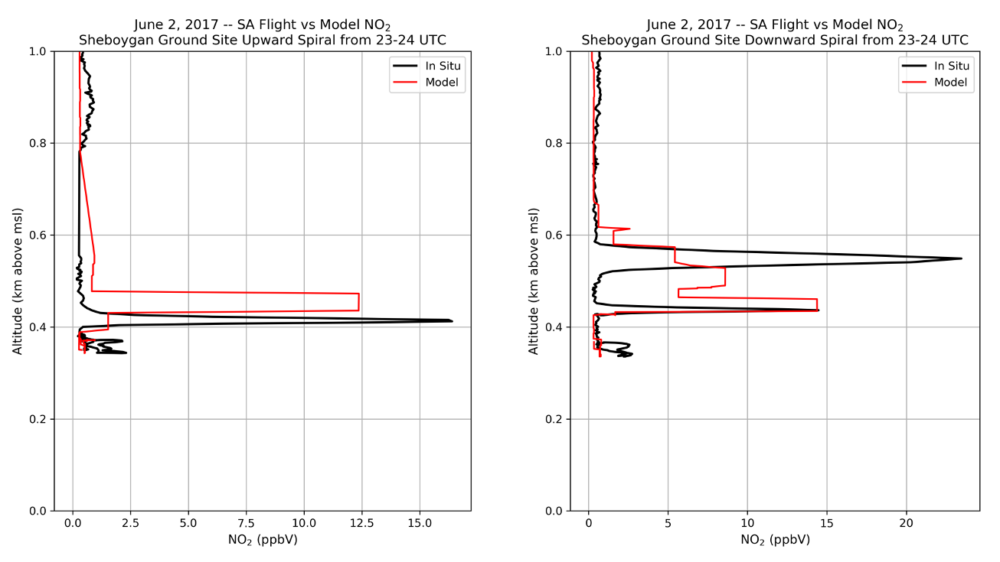 June 2, 2017 -- SA Flight vs Model NO₂
Sheboygan Ground Site Upward Spiral from 23-24 UTC
In Situ
Model
1.0
0.8
0.6
0.4
0.2
0.0
Altitude (km above msl)
0.0 2.5 5.0 7.5 10.0 12.5 15.0
NO₂ (ppbV)
June 2, 2017 -- SA Flight vs Model NO₂
Sheboygan Ground Site Downward Spiral from 23-24 UTC
In Situ
Model
1.0
0.8
0.6
0.4
0.2
0.0
Altitude (km above msl)
0 5 10 15 20
NO₂ (ppbV)